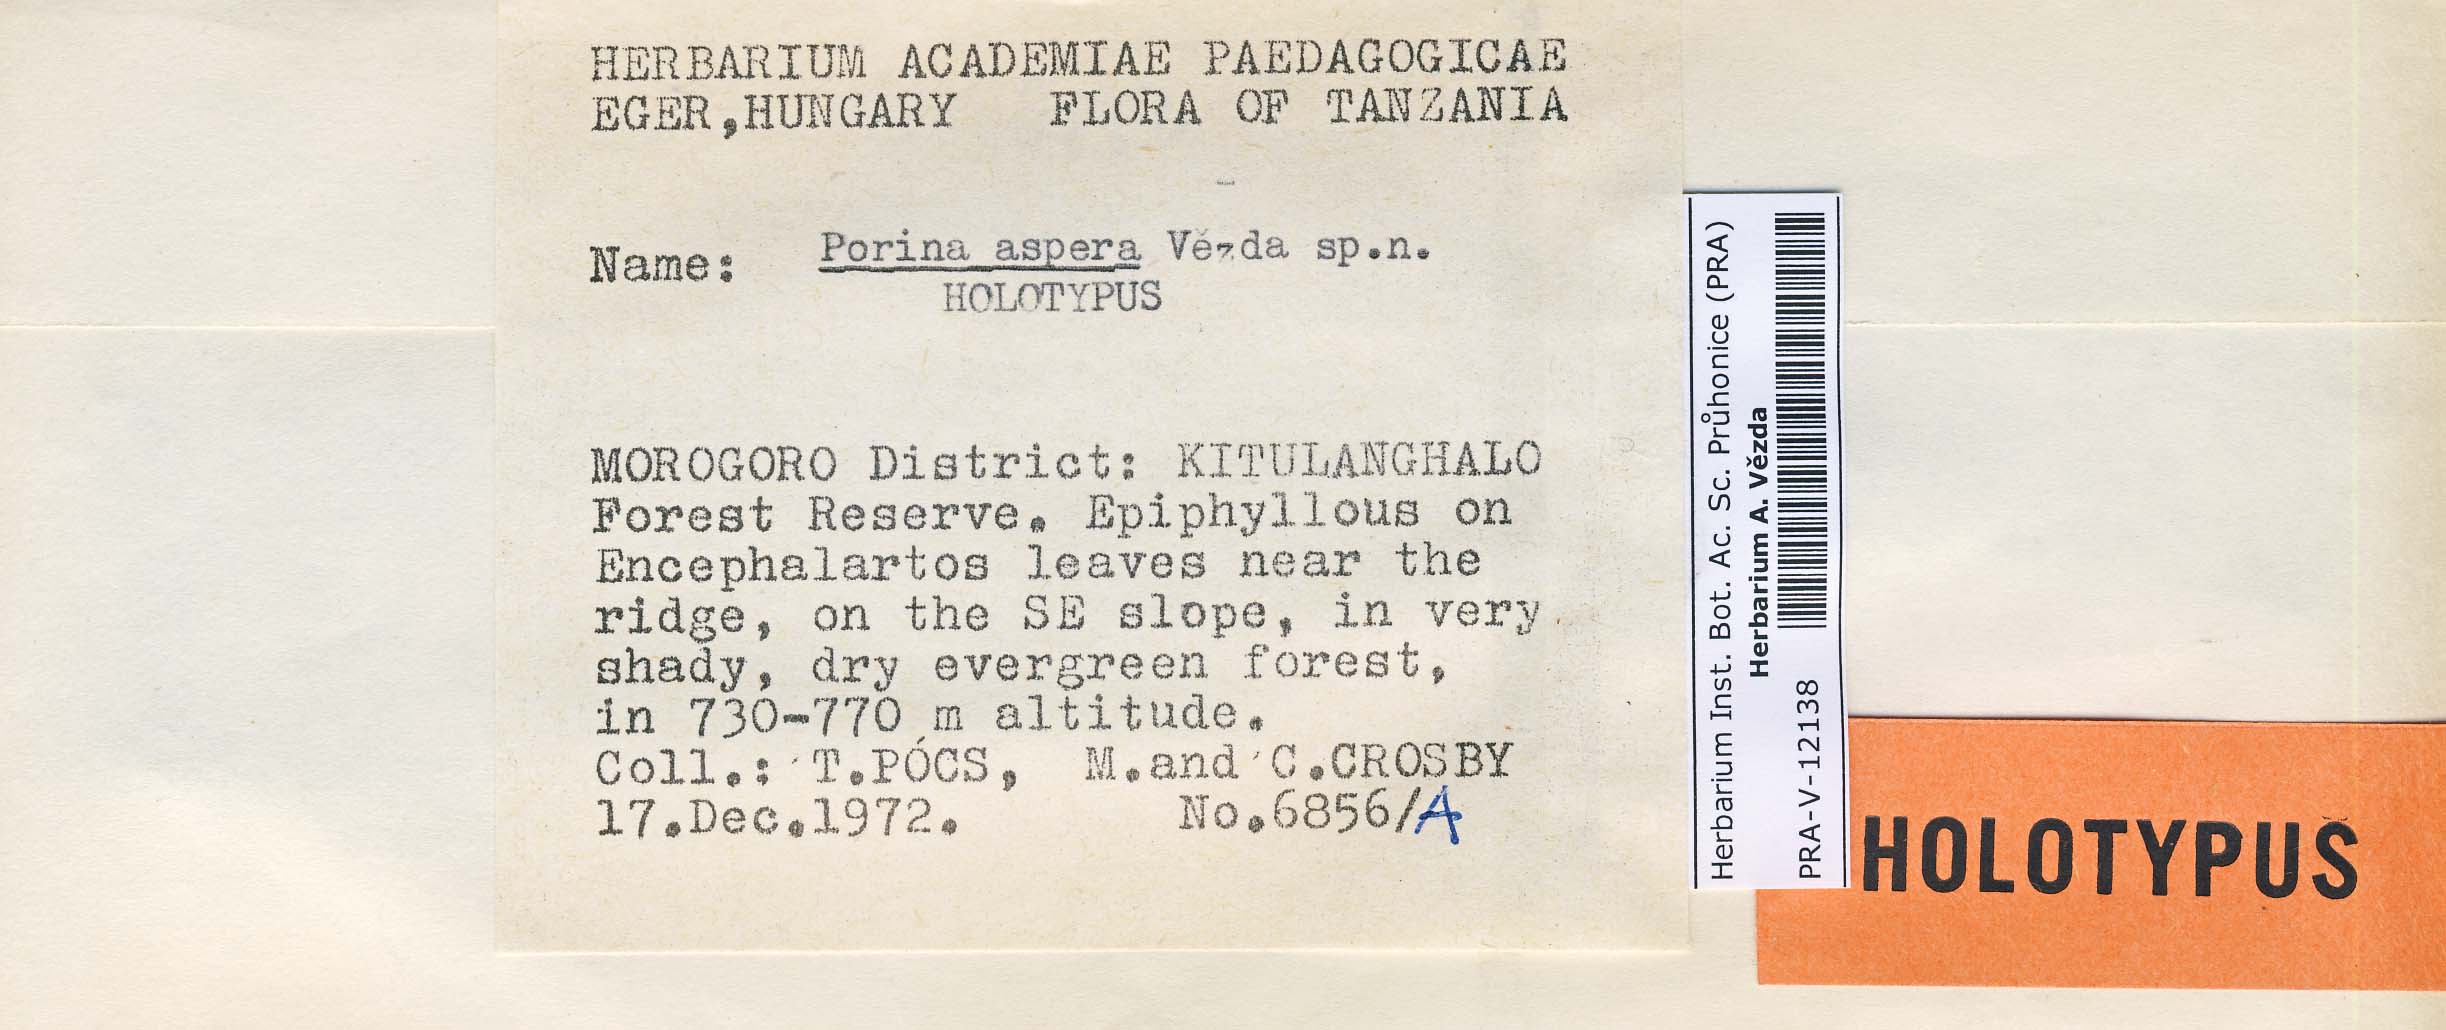 HERBARIUM ACADEMIAE PAEDAGOGICAE
EGER,HUNGARY FLORA OF TANZANIA
Name: Porina aspera Vězda sp.n.
HOLOTYPUS
MOROGORO District: KITULANGHALO
Forest Reserve. Epiphyllous on
Encephalartos leaves near the
ridge, on the SE slope, in very
shady, dry evergreen forest,
in 730-770 m altitude.
Coll.: T.PÓCS, M.and C.CROSBY
17.Dec.1972. No.6856/A
Herbarium Inst. Bot. Ac. Sc. Průhonice (PRA)
Herbarium A. Vězda
PRA-V-12138
HOLOTYPUS